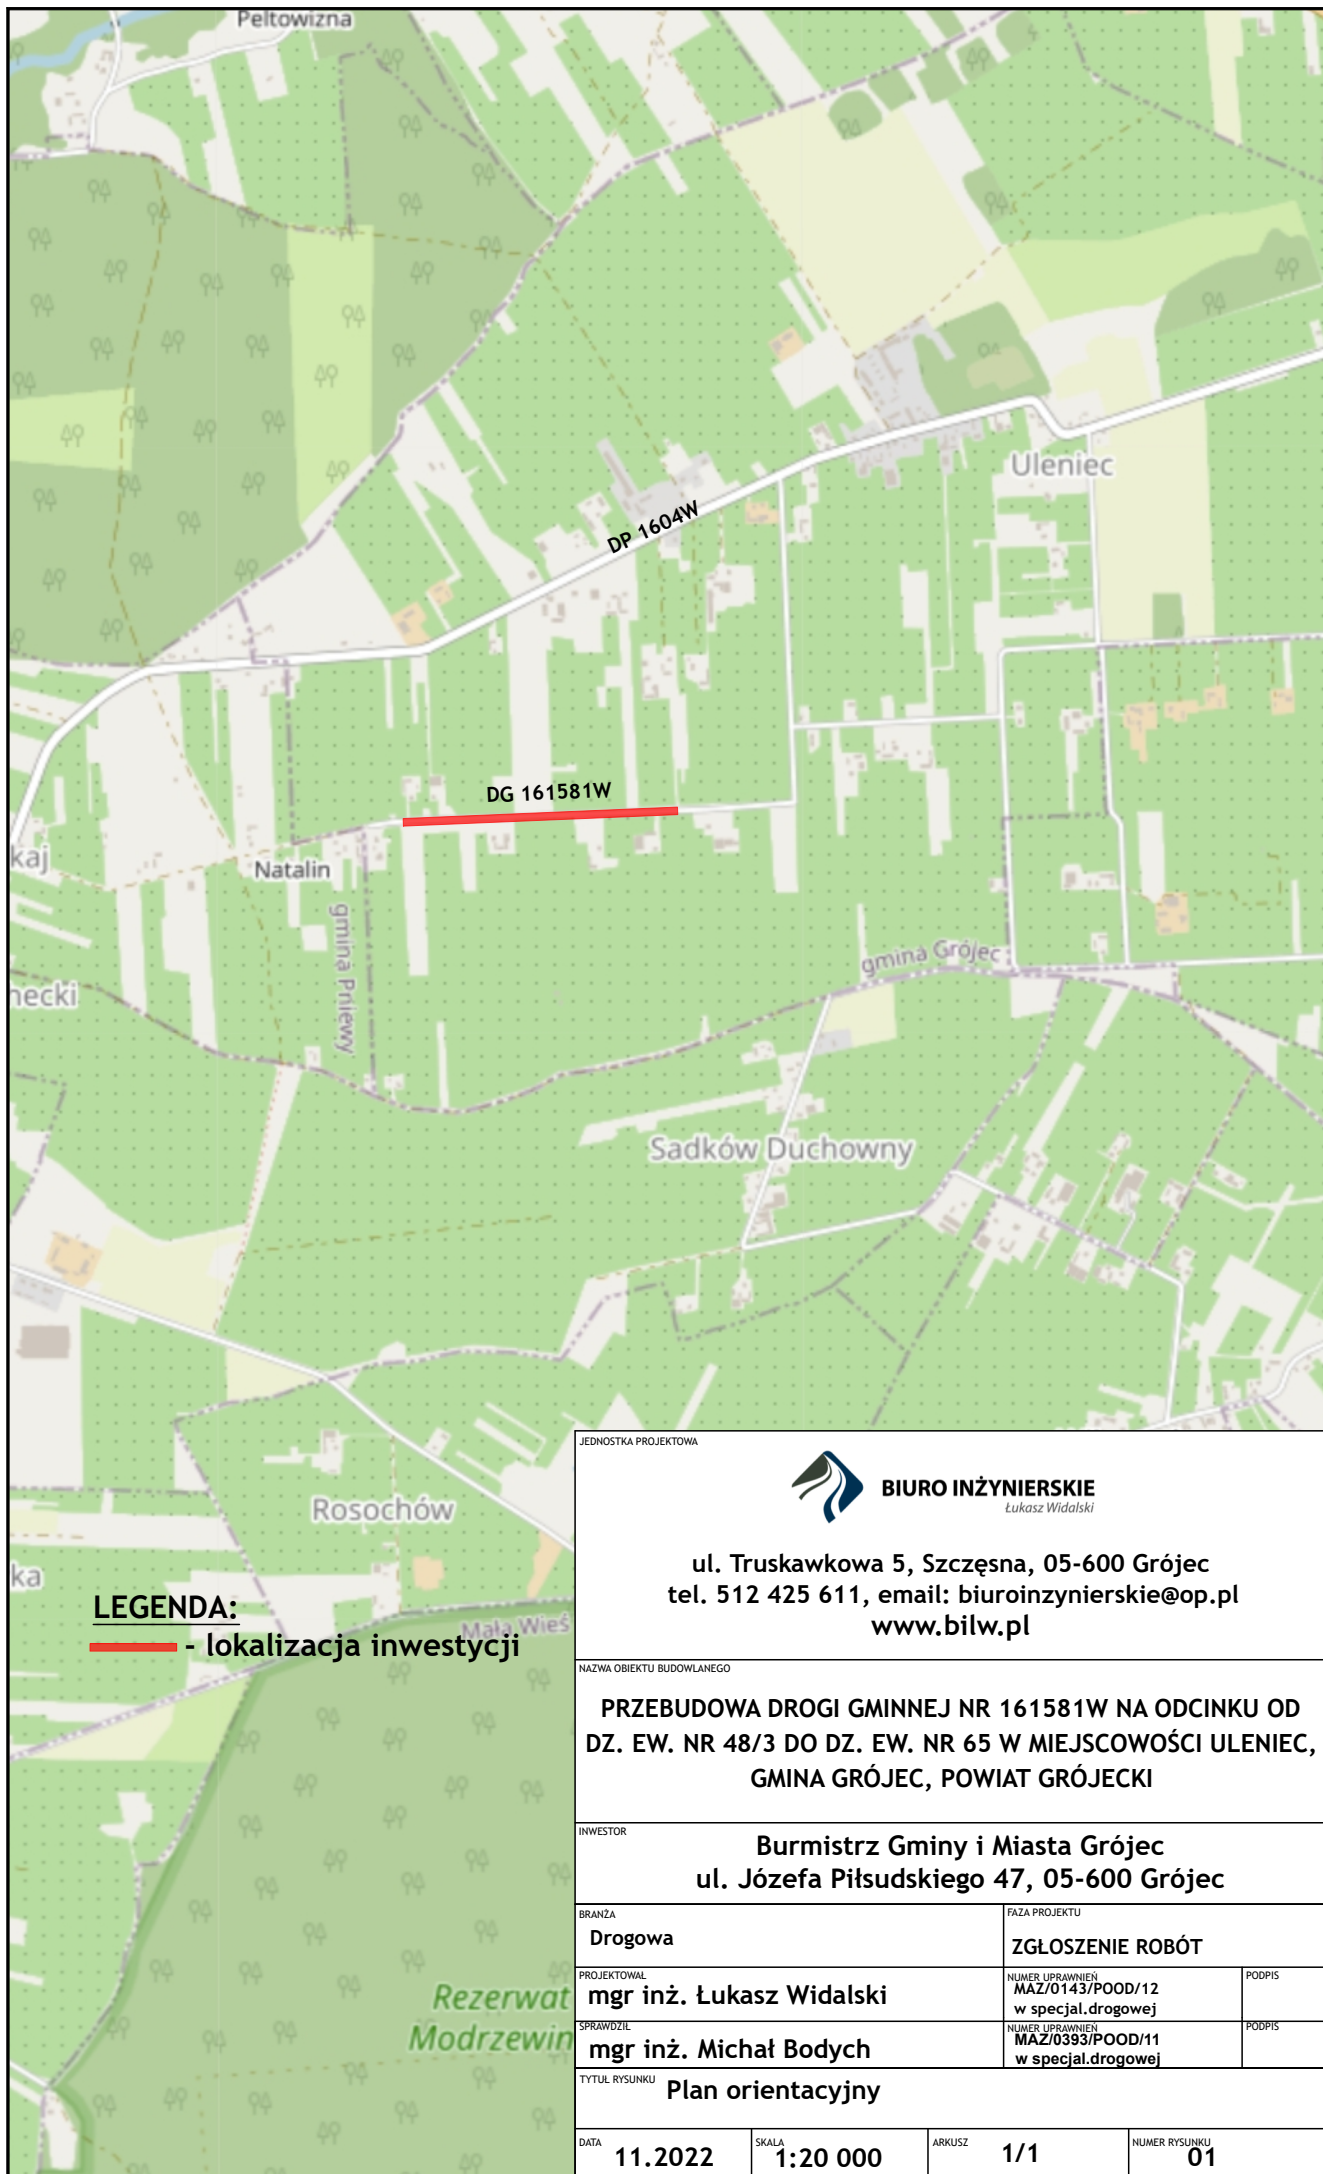 Pełtowizna
Uleniec
DP 1604W
DG 161581W
kaj
Natalin
gmina Pniewy
gmina Grójec
necki
Sadków Duchowny
Rosochów
ka
LEGENDA:
Mała Wieś
- lokalizacja inwestycji
Rezerwat
Modrzewin
JEDNOSTKA PROJEKTOWA
BIURO INŻYNIERSKIE
Łukasz Widalski
ul. Truskawkowa 5, Szczęsna, 05-600 Grójec
tel. 512 425 611, email: biuroinzynierskie@op.pl
www.bilw.pl
NAZWA OBIEKTU BUDOWLANEGO
PRZEBUDOWA DROGI GMINNEJ NR 161581W NA ODCINKU OD
DZ. EW. NR 48/3 DO DZ. EW. NR 65 W MIEJSCOWOŚCI ULENIEC,
GMINA GRÓJEC, POWIAT GRÓJECKI
INWESTOR
Burmistrz Gminy i Miasta Grójec
ul. Józefa Piłsudskiego 47, 05-600 Grójec
BRANŻA
Drogowa
FAZA PROJEKTU
ZGŁOSZENIE ROBÓT
PROJEKTOWAŁ
mgr inż. Łukasz Widalski
NUMER UPRAWNIEŃ
MAZ/0143/POOD/12
w specjal.drogowej
PODPIS
SPRAWDZIŁ
mgr inż. Michał Bodych
NUMER UPRAWNIEŃ
MAZ/0393/POOD/11
w specjal.drogowej
PODPIS
TYTUŁ RYSUNKU
Plan orientacyjny
DATA
11.2022
SKALA
1:20 000
ARKUSZ
1/1
NUMER RYSUNKU
01